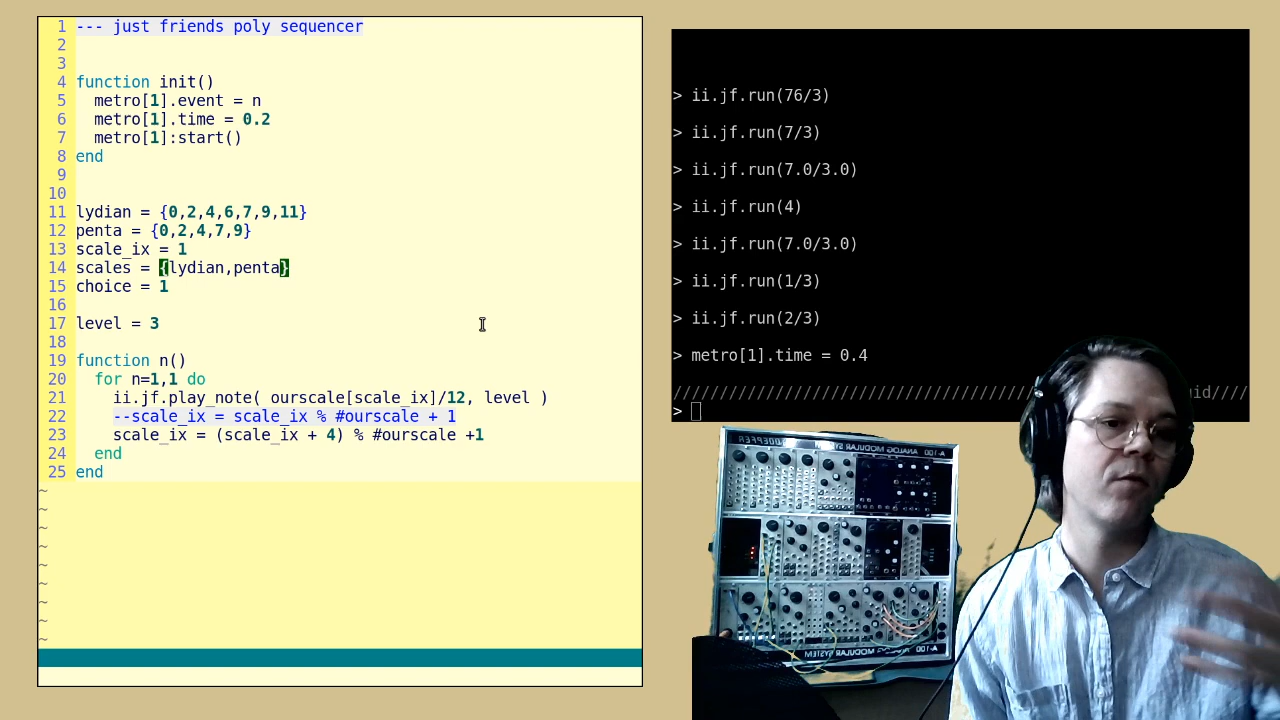 1 --- just friends poly sequencer
2
3
4 function init()
5   metro[1].event = n
6   metro[1].time = 0.2
7   metro[1]:start()
8 end
9
10
11 lydian = {0,2,4,6,7,9,11}
12 penta = {0,2,4,7,9}
13 scale_ix = 1
14 scales = {lydian,penta}
15 choice = 1
16
17 level = 3
18
19 function n()
20   for n=1,1 do
21     ii.jf.play_note( ourscale[scale_ix]/12, level )
22     --scale_ix = scale_ix % #ourscale + 1
23     scale_ix = (scale_ix + 4) % #ourscale +1
24   end
25 end
~
~
~
~
~
~
~
~
~
> ii.jf.run(76/3)
> ii.jf.run(7/3)
> ii.jf.run(7.0/3.0)
> ii.jf.run(4)
> ii.jf.run(7.0/3.0)
> ii.jf.run(1/3)
> ii.jf.run(2/3)
> metro[1].time = 0.4
/////////////////////////////////////// id////
>
DOEPFER
ANALOG MODULAR SYSTEM A-100
A-100 ANALOG MODULAR SYSTEM